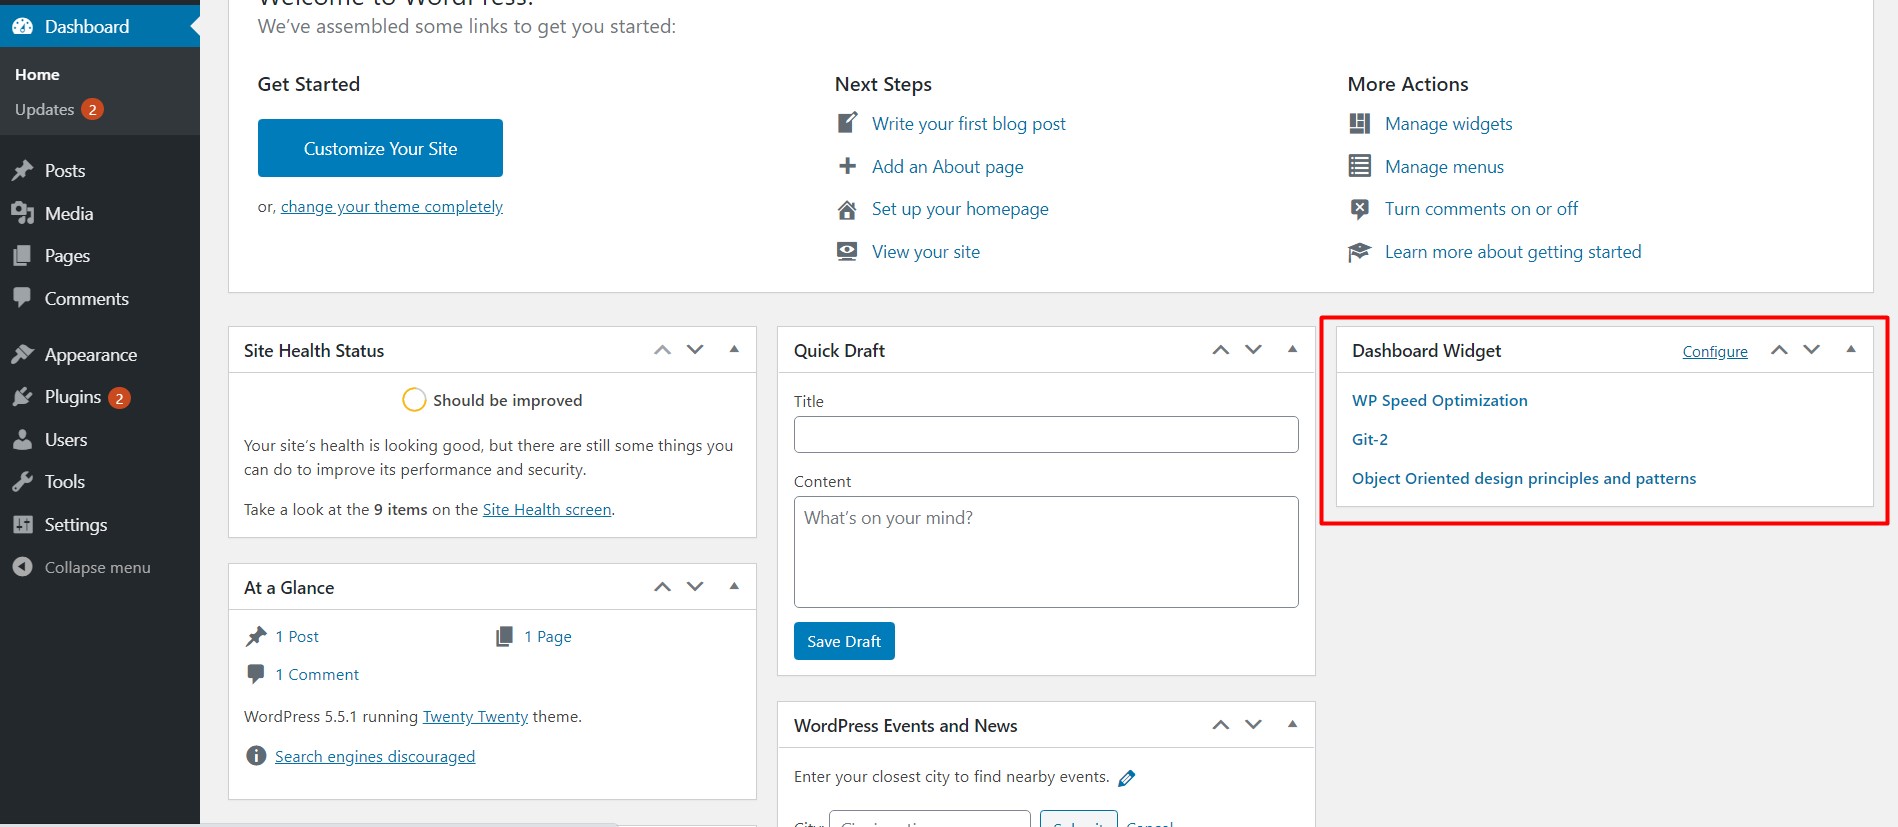 Dashboard
Home
Updates 2
Posts
Media
Pages
Comments
Appearance
Plugins 2
Users
Tools
Settings
Collapse menu
Welcome to WordPress!
We've assembled some links to get you started:
Get Started
Customize Your Site
or, change your theme completely
Next Steps
Write your first blog post
Add an About page
Set up your homepage
View your site
More Actions
Manage widgets
Manage menus
Turn comments on or off
Learn more about getting started
Site Health Status
Should be improved
Your site's health is looking good, but there are still some things you
can do to improve its performance and security.
Take a look at the 9 items on the Site Health screen.
At a Glance
1 Post
1 Page
1 Comment
WordPress 5.5.1 running Twenty Twenty theme.
Search engines discouraged
Quick Draft
Title
Content
What's on your mind?
Save Draft
WordPress Events and News
Enter your closest city to find nearby events.
City:
Submit
Cancel
Dashboard Widget
Configure
WP Speed Optimization
Git-2
Object Oriented design principles and patterns